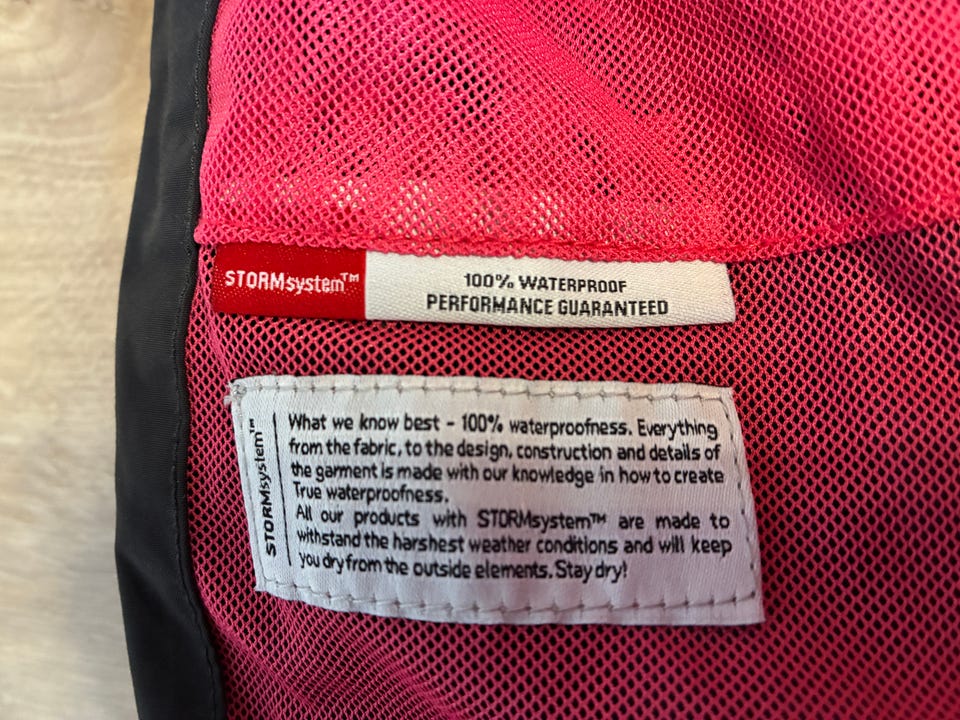 STORMsystem™
100% WATERPROOF
PERFORMANCE GUARANTEED
STORMsystem™
What we know best - 100% waterproofness. Everything
from the fabric, to the design, construction and details of
the garment is made with our knowledge in how to create
True waterproofness.
All our products with STORMsystem™ are made to
withstand the harshest weather conditions and will keep
you dry from the outside elements. Stay dry!